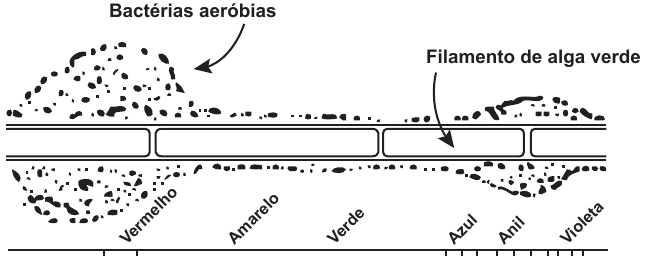 Bactérias aeróbias
Filamento de alga verde
Vermelho
Amarelo
Verde
Azul
Anil
Violeta